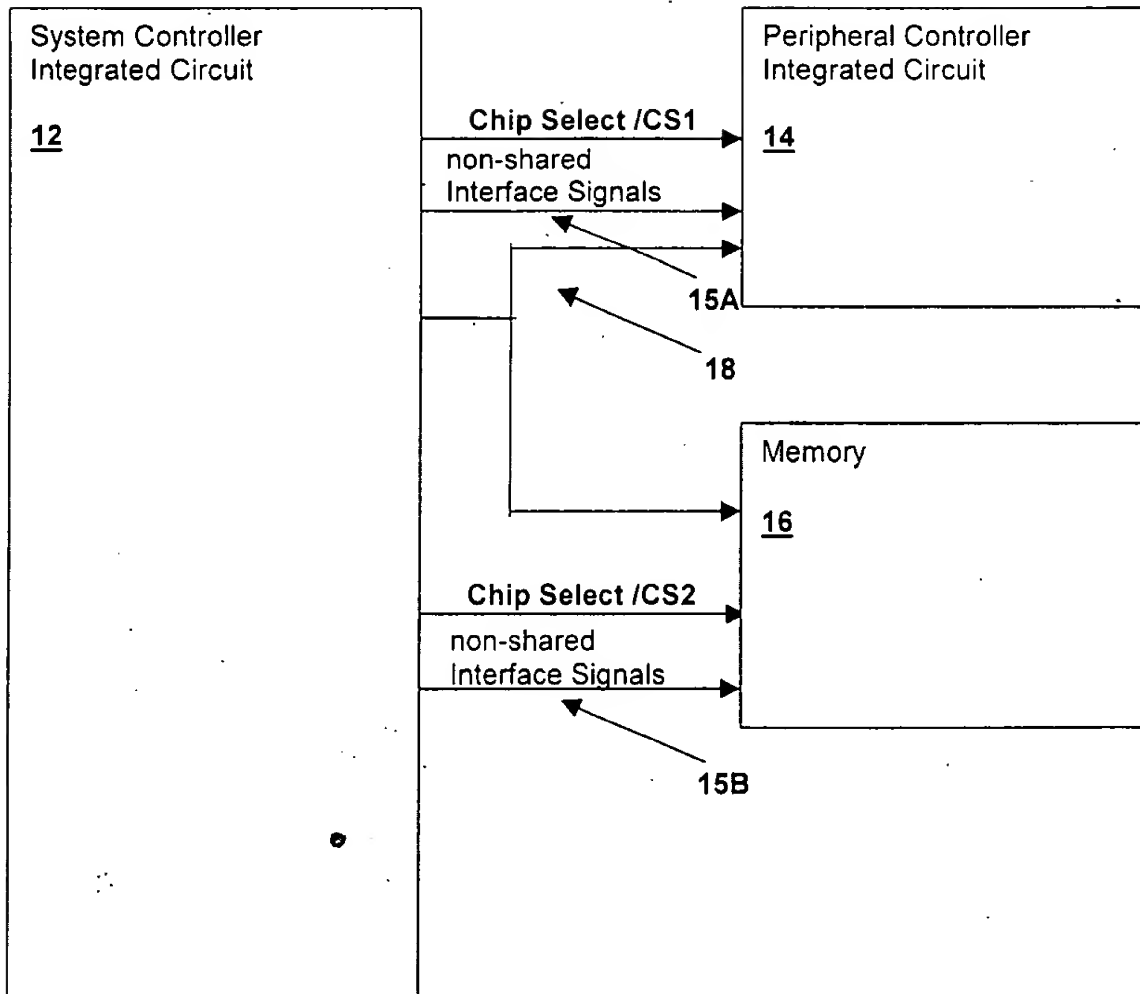 System Controller
Integrated Circuit
12
Peripheral Controller
Integrated Circuit
14
Chip Select /CS1
non-shared
Interface Signals
15A
18
Memory
16
Chip Select /CS2
non-shared
Interface Signals
15B